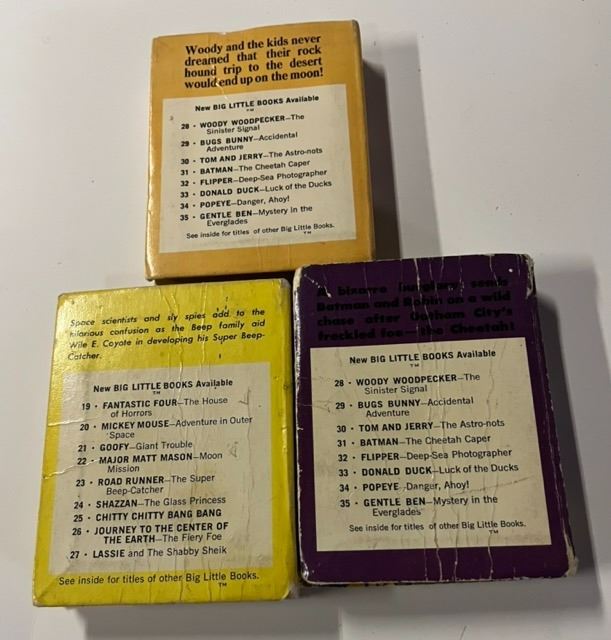 Woody and the kids never
dreamed that their rock
hound trip to the desert
would end up on the moon!
New BIG LITTLE BOOKS Available
TM
28 • WOODY WOODPECKER—The
Sinister Signal
29 • BUGS BUNNY—Accidental
Adventure
30 • TOM AND JERRY—The Astro-nots
31 • BATMAN—The Cheetah Caper
32 • FLIPPER—Deep-Sea Photographer
33 • DONALD DUCK—Luck of the Ducks
34 • POPEYE—Danger, Ahoy!
35 • GENTLE BEN—Mystery in the
Everglades
See inside for titles of other Big Little Books.
TM
Space scientists and sly spies add to the
hilarious confusion as the Beep family aid
Wile E. Coyote in developing his Super Beep-
Catcher.
New BIG LITTLE BOOKS Available
TM
19 • FANTASTIC FOUR—The House
of Horrors
20 • MICKEY MOUSE—Adventure in Outer
Space
21 • GOOFY—Giant Trouble
22 • MAJOR MATT MASON—Moon
Mission
23 • ROAD RUNNER—The Super
Beep-Catcher
24 • SHAZZAN—The Glass Princess
25 • CHITTY CHITTY BANG BANG
26 • JOURNEY TO THE CENTER OF
THE EARTH—The Fiery Foe
27 • LASSIE and The Shabby Sheik
See inside for titles of other Big Little Books.
TM
A bizarre burglary sends
Batman and Robin on a wild
chase after Gotham City's
freckled foe—the Cheetah!
New BIG LITTLE BOOKS Available
TM
28 • WOODY WOODPECKER—The
Sinister Signal
29 • BUGS BUNNY—Accidental
Adventure
30 • TOM AND JERRY—The Astro-nots
31 • BATMAN—The Cheetah Caper
32 • FLIPPER—Deep-Sea Photographer
33 • DONALD DUCK—Luck of the Ducks
34 • POPEYE—Danger, Ahoy!
35 • GENTLE BEN—Mystery in the
Everglades
See inside for titles of other Big Little Books.
TM